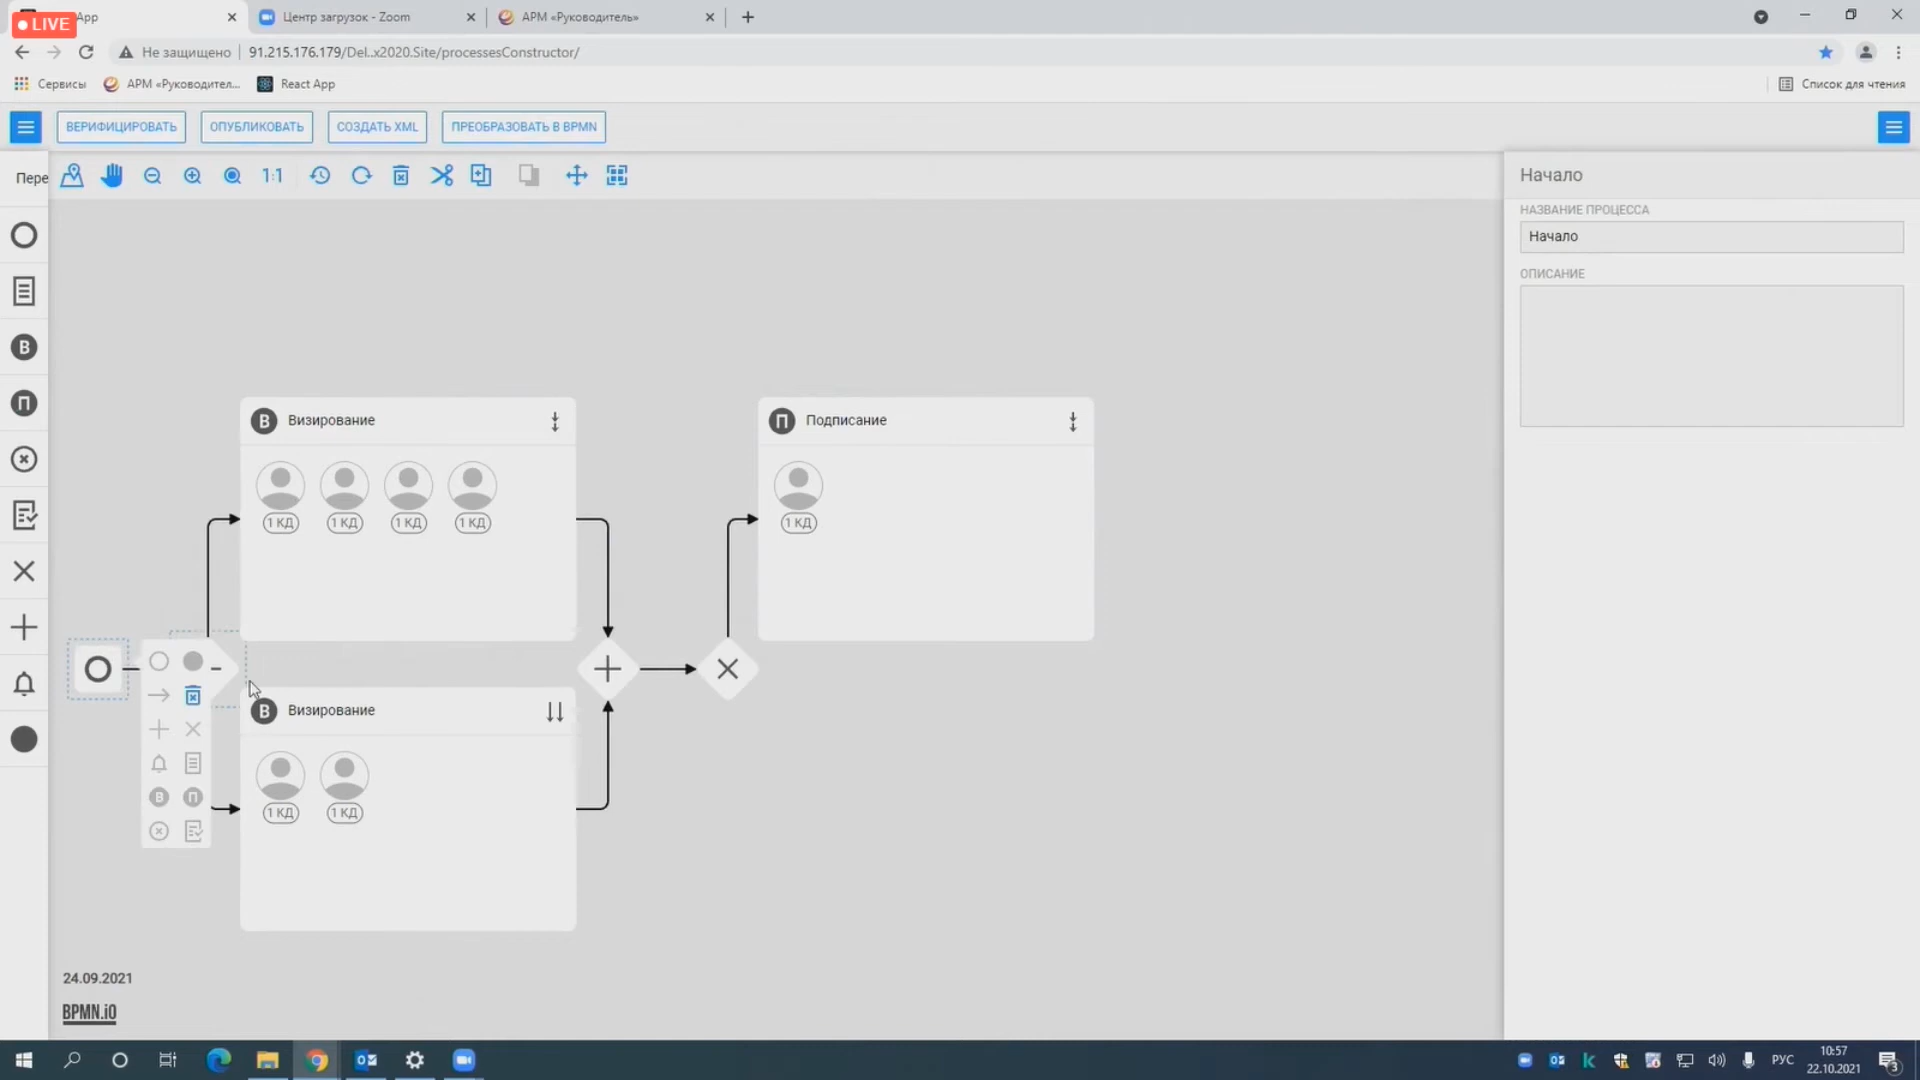 LIVE
App
Центр загрузок - Zoom
АРМ «Руководитель»
Не защищено
91.215.176.179/Del..x2020.Site/processesConstructor/
Сервисы
АРМ «Руководител...
React App
Список для чтения
ВЕРИФИЦИРОВАТЬ
ОПУБЛИКОВАТЬ
СОЗДАТЬ XML
ПРЕОБРАЗОВАТЬ В BPMN
Пере
1:1
Начало
НАЗВАНИЕ ПРОЦЕССА
Начало
ОПИСАНИЕ
В
П
В Визирование
1 КД 1 КД 1 КД 1 КД
П Подписание
1 КД
В Визирование
1 КД 1 КД
В П
24.09.2021
BPMN.iO
РУС
10:57
22.10.2021
3